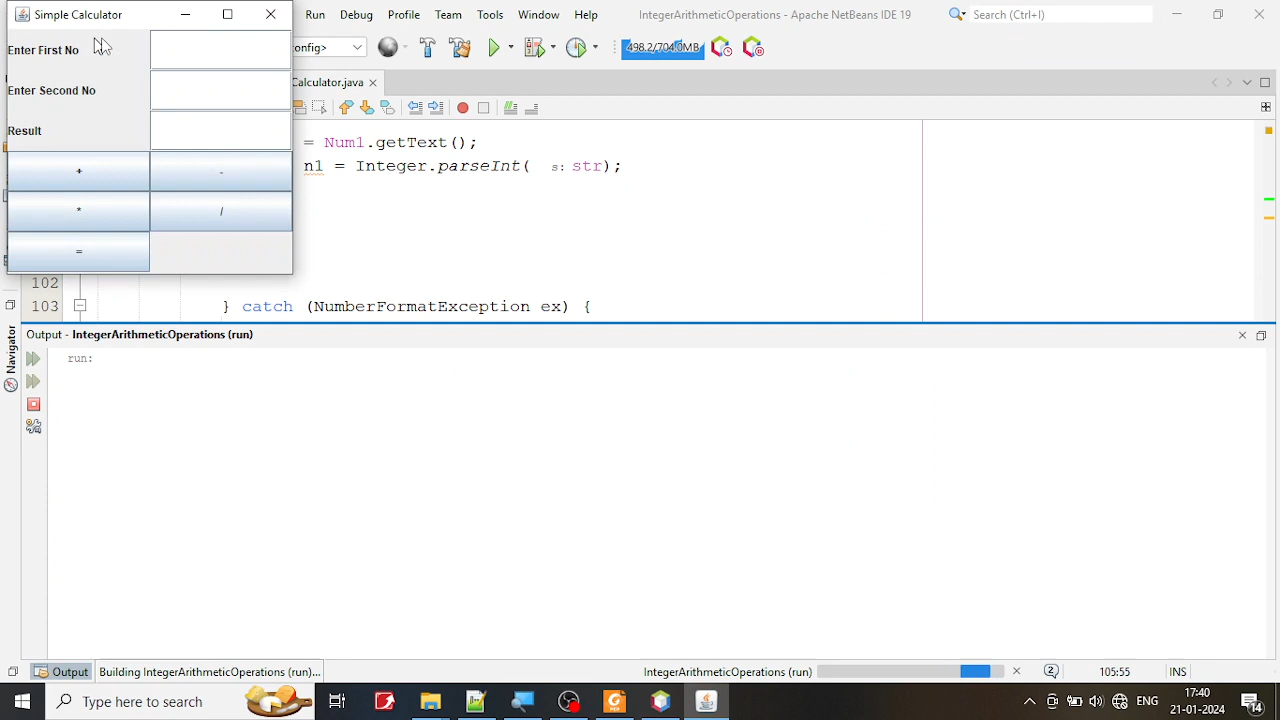 Simple Calculator
Run Debug Profile Team Tools Window Help
IntegerArithmeticOperations - Apache NetBeans IDE 19
Search (Ctrl+I)
Enter First No
onfig>
498.2/704.0MB
Enter Second No
Calculator.java
Result
= Num1.getText();
n1 = Integer.parseInt( s: str);
+ -
* /
=
102
103 } catch (NumberFormatException ex) {
Navigator
Output - IntegerArithmeticOperations (run)
run:
Output
Building IntegerArithmeticOperations (run)...
IntegerArithmeticOperations (run)
2
105:55
INS
Type here to search
ENG
17:40
21-01-2024
14